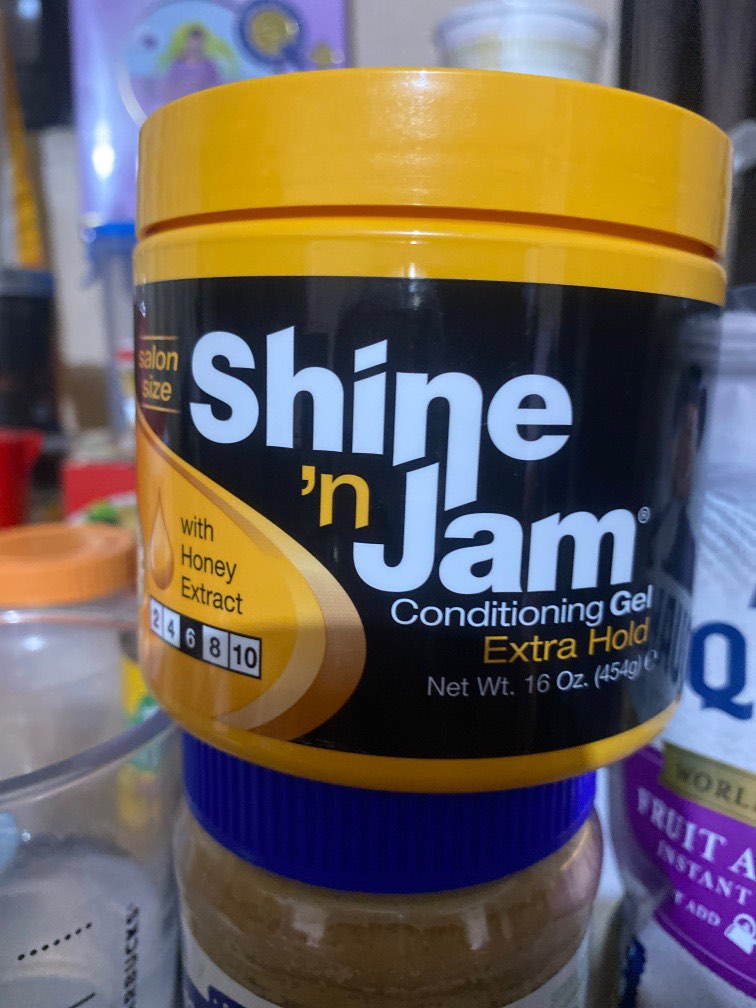 salon
size
Shine
'n
Jam®
Conditioning Gel
Extra Hold
Net Wt. 16 Oz. (454g) e
with
Honey
Extract
2 4 6 8 10
Q
FRUIT A
INSTANT
ADD